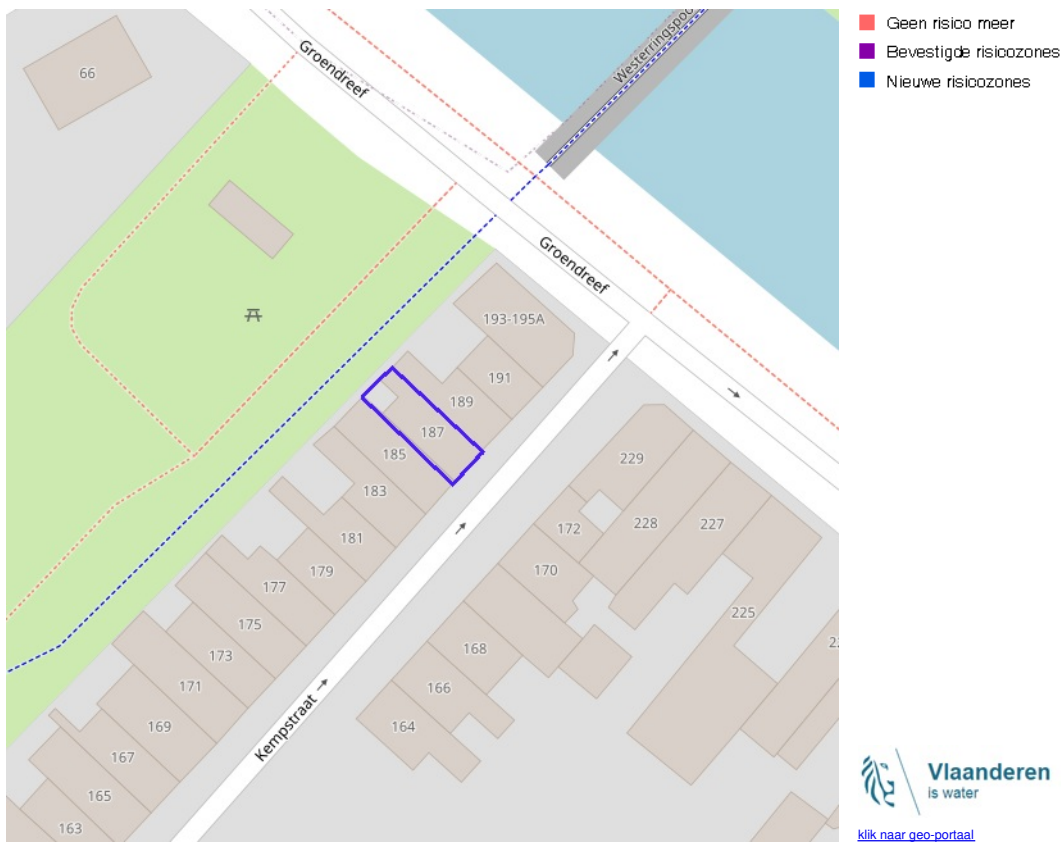 66
Groendreef
Westerringspoo
Groendreef
193-195A
191
189
187
185
183
181
179
177
175
173
171
169
167
165
163
229
228
227
172
170
225
168
166
164
Kempstraat
Geen risico meer
Bevestigde risicozones
Nieuwe risicozones
Vlaanderen
is water
klik naar geo-portaal